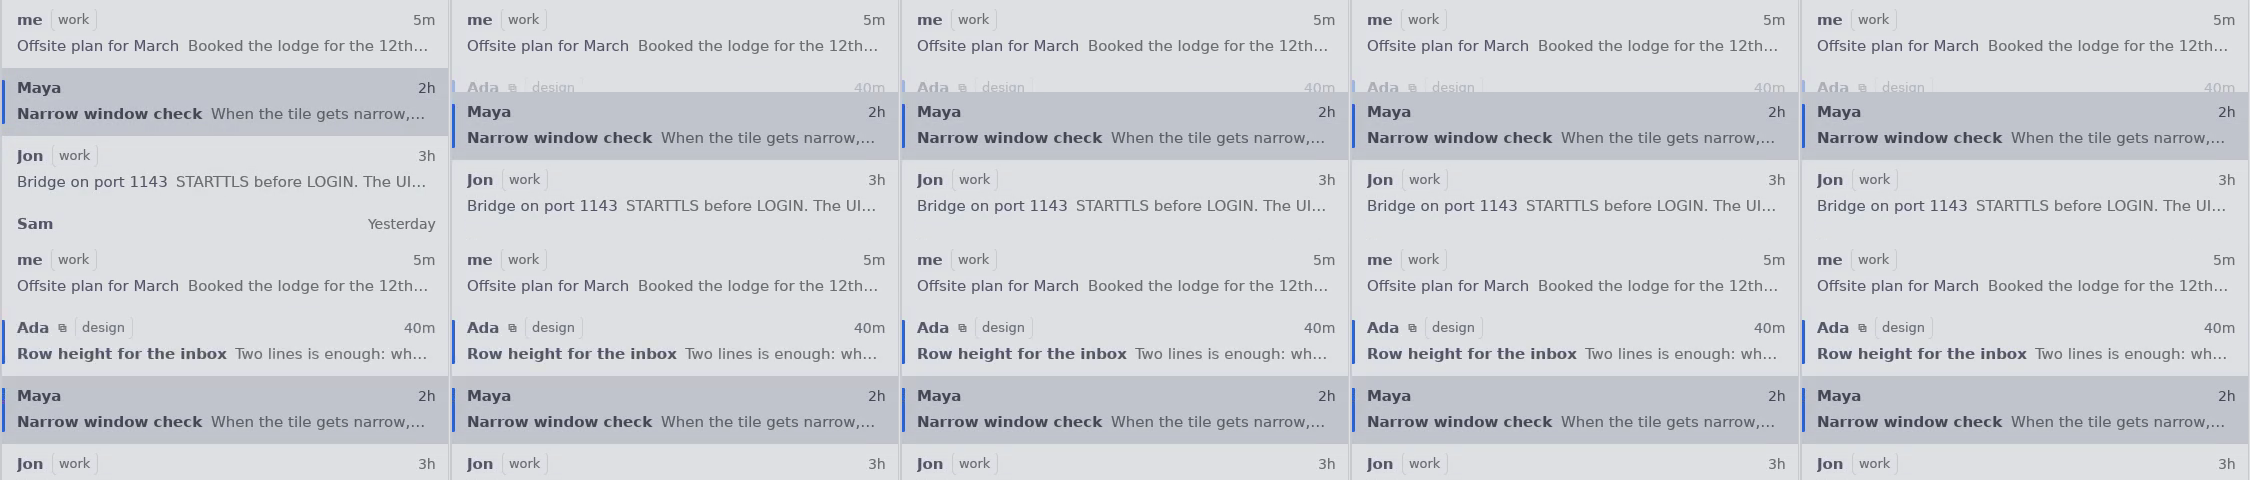 me work 5m
Offsite plan for March Booked the lodge for the 12th...
Maya 2h
Narrow window check When the tile gets narrow,...
Jon work 3h
Bridge on port 1143 STARTTLS before LOGIN. The UI...
Sam Yesterday
me work 5m
Offsite plan for March Booked the lodge for the 12th...
Ada design 40m
Maya 2h
Narrow window check When the tile gets narrow,...
Jon work 3h
Bridge on port 1143 STARTTLS before LOGIN. The UI...
me work 5m
Offsite plan for March Booked the lodge for the 12th...
Ada design 40m
Maya 2h
Narrow window check When the tile gets narrow,...
Jon work 3h
Bridge on port 1143 STARTTLS before LOGIN. The UI...
me work 5m
Offsite plan for March Booked the lodge for the 12th...
Ada design 40m
Maya 2h
Narrow window check When the tile gets narrow,...
Jon work 3h
Bridge on port 1143 STARTTLS before LOGIN. The UI...
me work 5m
Offsite plan for March Booked the lodge for the 12th...
Ada design 40m
Maya 2h
Narrow window check When the tile gets narrow,...
Jon work 3h
Bridge on port 1143 STARTTLS before LOGIN. The UI...
me work 5m
Offsite plan for March Booked the lodge for the 12th...
Ada design 40m
Row height for the inbox Two lines is enough: wh...
Maya 2h
Narrow window check When the tile gets narrow,...
Jon work 3h
me work 5m
Offsite plan for March Booked the lodge for the 12th...
Ada design 40m
Row height for the inbox Two lines is enough: wh...
Maya 2h
Narrow window check When the tile gets narrow,...
Jon work 3h
me work 5m
Offsite plan for March Booked the lodge for the 12th...
Ada design 40m
Row height for the inbox Two lines is enough: wh...
Maya 2h
Narrow window check When the tile gets narrow,...
Jon work 3h
me work 5m
Offsite plan for March Booked the lodge for the 12th...
Ada design 40m
Row height for the inbox Two lines is enough: wh...
Maya 2h
Narrow window check When the tile gets narrow,...
Jon work 3h
me work 5m
Offsite plan for March Booked the lodge for the 12th...
Ada design 40m
Row height for the inbox Two lines is enough: wh...
Maya 2h
Narrow window check When the tile gets narrow,...
Jon work 3h